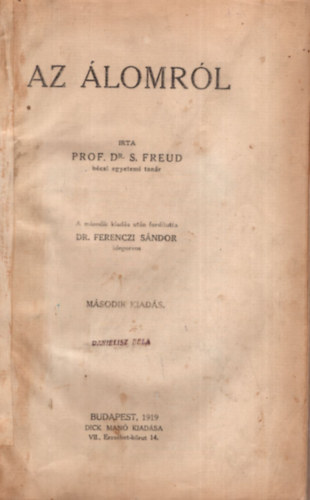 AZ ÁLOMRÓL
IRTA
PROF. DR. S. FREUD
bécsi egyetemi tanár
A második kiadás után fordította
DR. FERENCZI SÁNDOR
idegorvos
MÁSODIK KIADÁS.
BUDAPEST, 1919
DICK MANÓ KIADÁSA
VII., Erzsébet-körut 14.